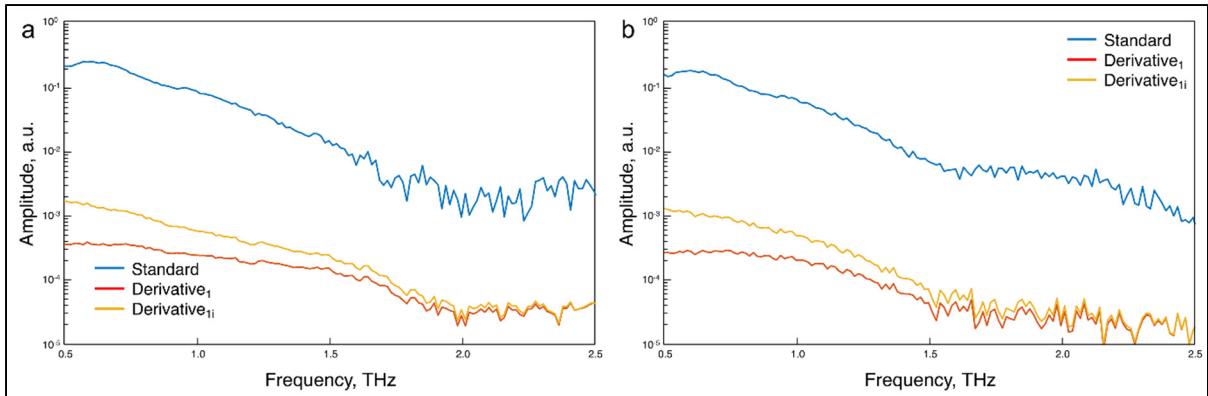 a
10⁰
10⁻¹
10⁻²
10⁻³
10⁻⁴
10⁻⁵
Amplitude, a.u.
Standard
Derivative₁
Derivative₁ᵢ
0.5 1.0 1.5 2.0 2.5
Frequency, THz
b
10⁰
10⁻¹
10⁻²
10⁻³
10⁻⁴
10⁻⁵
Amplitude, a.u.
Standard
Derivative₁
Derivative₁ᵢ
0.5 1.0 1.5 2.0 2.5
Frequency, THz